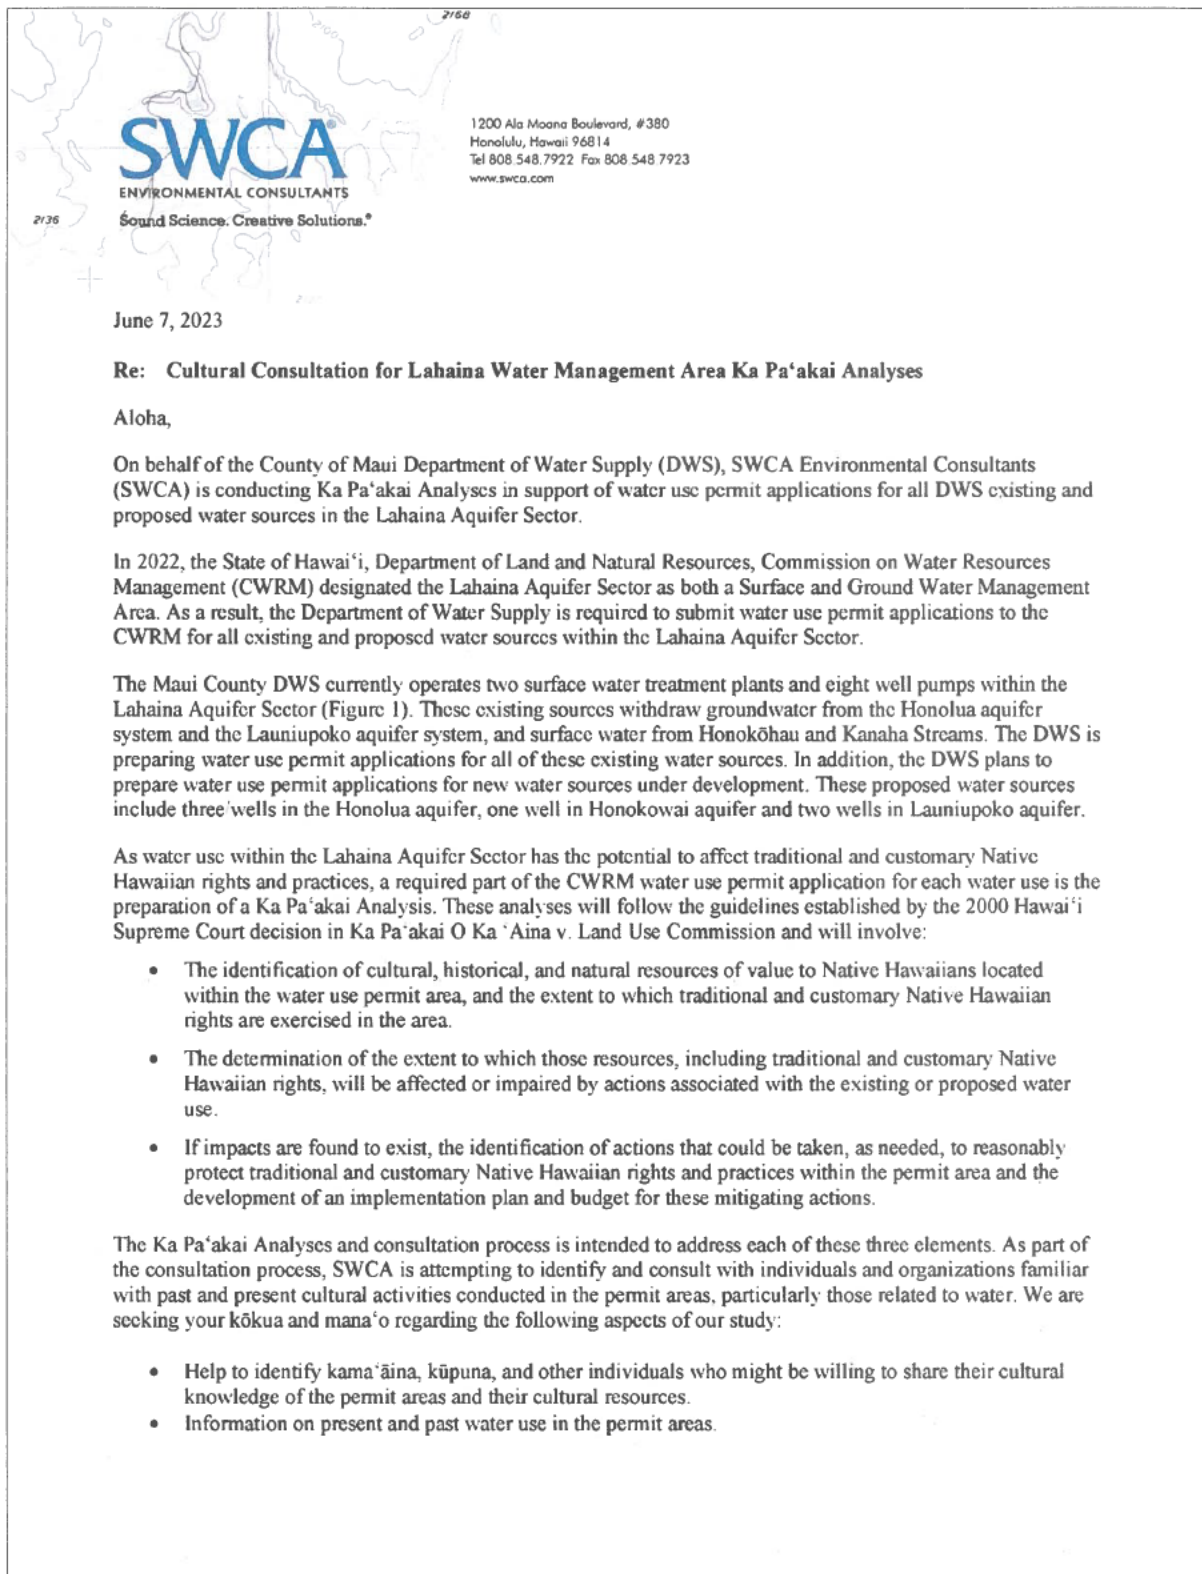 2168
2100
SWCA®
ENVIRONMENTAL CONSULTANTS
2136
Sound Science. Creative Solutions.®
1200 Ala Moana Boulevard, #380
Honolulu, Hawaii 96814
Tel 808.548.7922 Fax 808.548.7923
www.swca.com
June 7, 2023
Re: Cultural Consultation for Lahaina Water Management Area Ka Pa‘akai Analyses
Aloha,
On behalf of the County of Maui Department of Water Supply (DWS), SWCA Environmental Consultants
(SWCA) is conducting Ka Pa‘akai Analyses in support of water use permit applications for all DWS existing and
proposed water sources in the Lahaina Aquifer Sector.
In 2022, the State of Hawai‘i, Department of Land and Natural Resources, Commission on Water Resources
Management (CWRM) designated the Lahaina Aquifer Sector as both a Surface and Ground Water Management
Area. As a result, the Department of Water Supply is required to submit water use permit applications to the
CWRM for all existing and proposed water sources within the Lahaina Aquifer Sector.
The Maui County DWS currently operates two surface water treatment plants and eight well pumps within the
Lahaina Aquifer Sector (Figure 1). These existing sources withdraw groundwater from the Honolua aquifer
system and the Launiupoko aquifer system, and surface water from Honokōhau and Kanaha Streams. The DWS is
preparing water use permit applications for all of these existing water sources. In addition, the DWS plans to
prepare water use permit applications for new water sources under development. These proposed water sources
include three wells in the Honolua aquifer, one well in Honokowai aquifer and two wells in Launiupoko aquifer.
As water use within the Lahaina Aquifer Sector has the potential to affect traditional and customary Native
Hawaiian rights and practices, a required part of the CWRM water use permit application for each water use is the
preparation of a Ka Pa‘akai Analysis. These analyses will follow the guidelines established by the 2000 Hawai‘i
Supreme Court decision in Ka Pa‘akai O Ka ‘Aina v. Land Use Commission and will involve:
• The identification of cultural, historical, and natural resources of value to Native Hawaiians located
within the water use permit area, and the extent to which traditional and customary Native Hawaiian
rights are exercised in the area.
• The determination of the extent to which those resources, including traditional and customary Native
Hawaiian rights, will be affected or impaired by actions associated with the existing or proposed water
use.
• If impacts are found to exist, the identification of actions that could be taken, as needed, to reasonably
protect traditional and customary Native Hawaiian rights and practices within the permit area and the
development of an implementation plan and budget for these mitigating actions.
The Ka Pa‘akai Analyses and consultation process is intended to address each of these three elements. As part of
the consultation process, SWCA is attempting to identify and consult with individuals and organizations familiar
with past and present cultural activities conducted in the permit areas, particularly those related to water. We are
seeking your kōkua and mana‘o regarding the following aspects of our study:
• Help to identify kama‘āina, kūpuna, and other individuals who might be willing to share their cultural
knowledge of the permit areas and their cultural resources.
• Information on present and past water use in the permit areas.